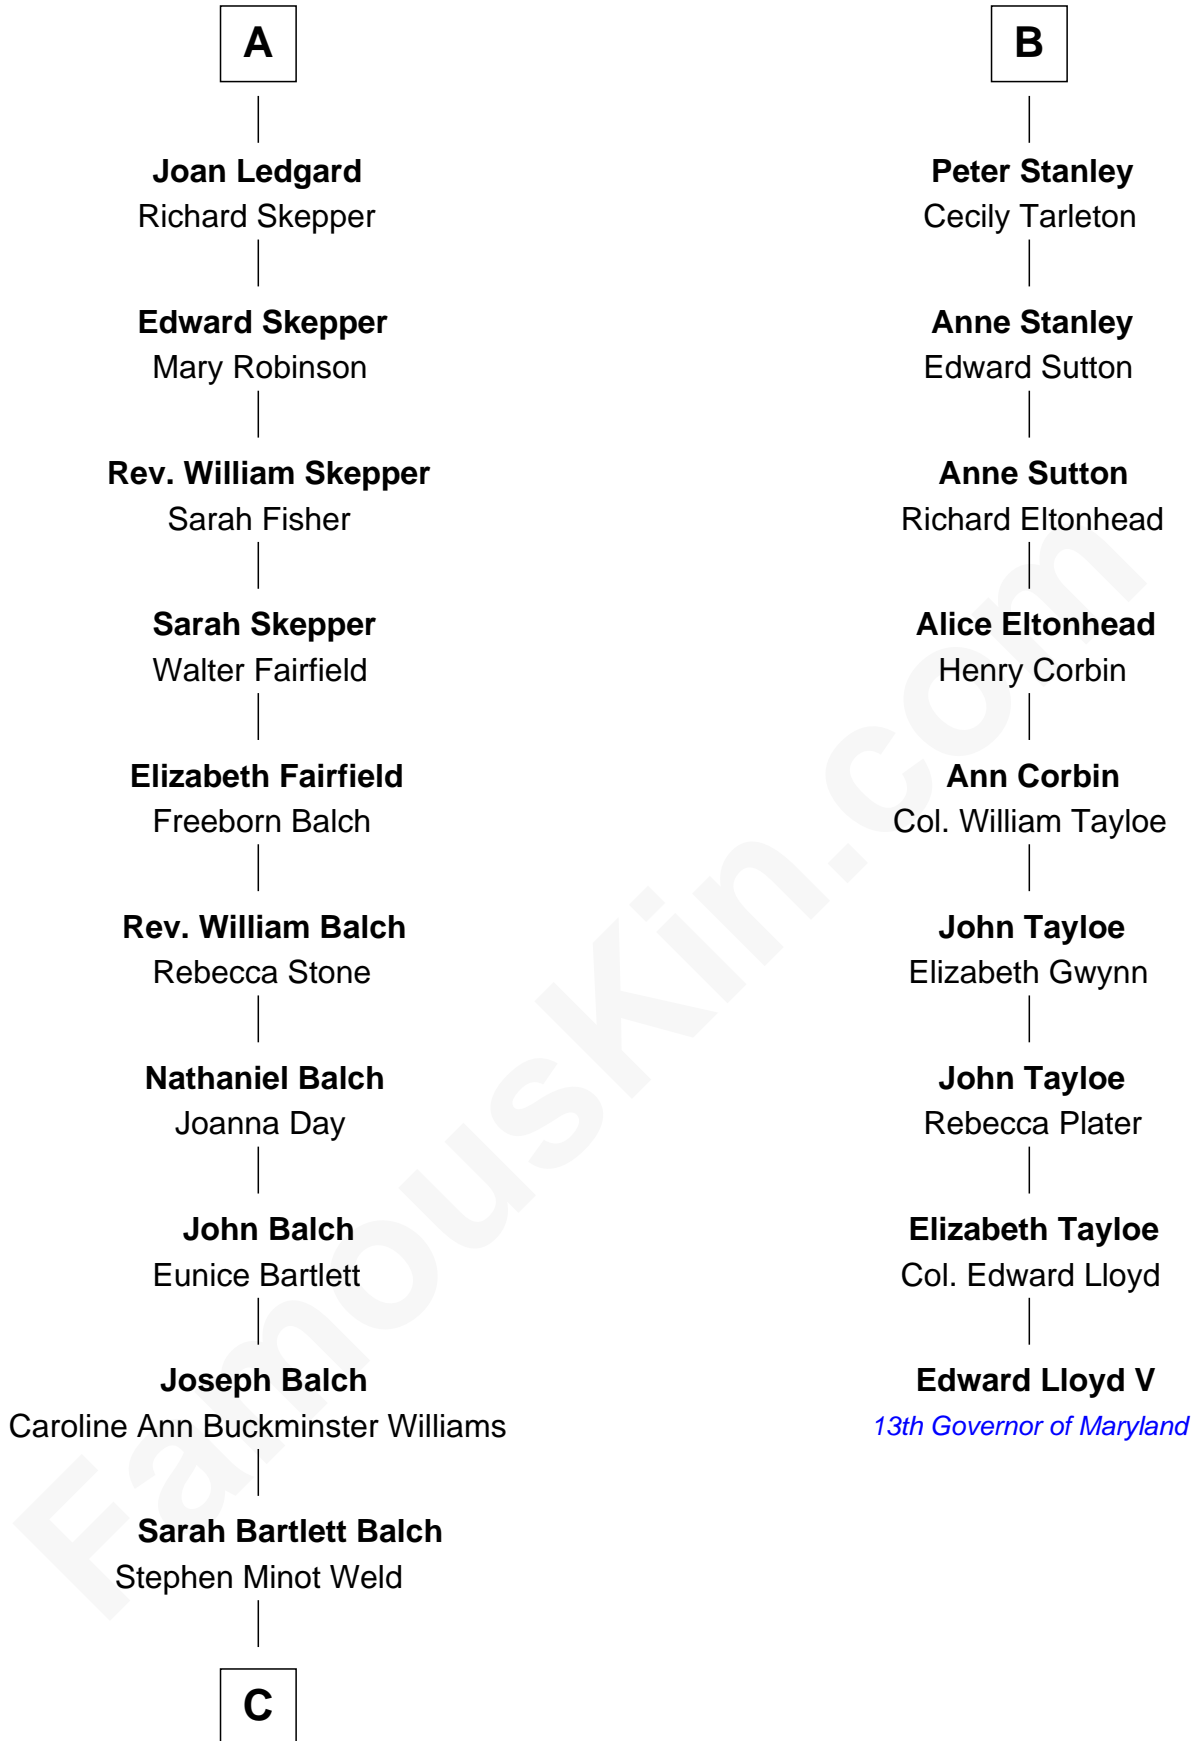 A
Joan Ledgard
Richard Skepper
Edward Skepper
Mary Robinson
Rev. William Skepper
Sarah Fisher
Sarah Skepper
Walter Fairfield
Elizabeth Fairfield
Freeborn Balch
Rev. William Balch
Rebecca Stone
Nathaniel Balch
Joanna Day
John Balch
Eunice Bartlett
Joseph Balch
Caroline Ann Buckminster Williams
Sarah Bartlett Balch
Stephen Minot Weld
C
B
Peter Stanley
Cecily Tarleton
Anne Stanley
Edward Sutton
Anne Sutton
Richard Eltonhead
Alice Eltonhead
Henry Corbin
Ann Corbin
Col. William Tayloe
John Tayloe
Elizabeth Gwynn
John Tayloe
Rebecca Plater
Elizabeth Tayloe
Col. Edward Lloyd
Edward Lloyd V
13th Governor of Maryland
FamousKin.com